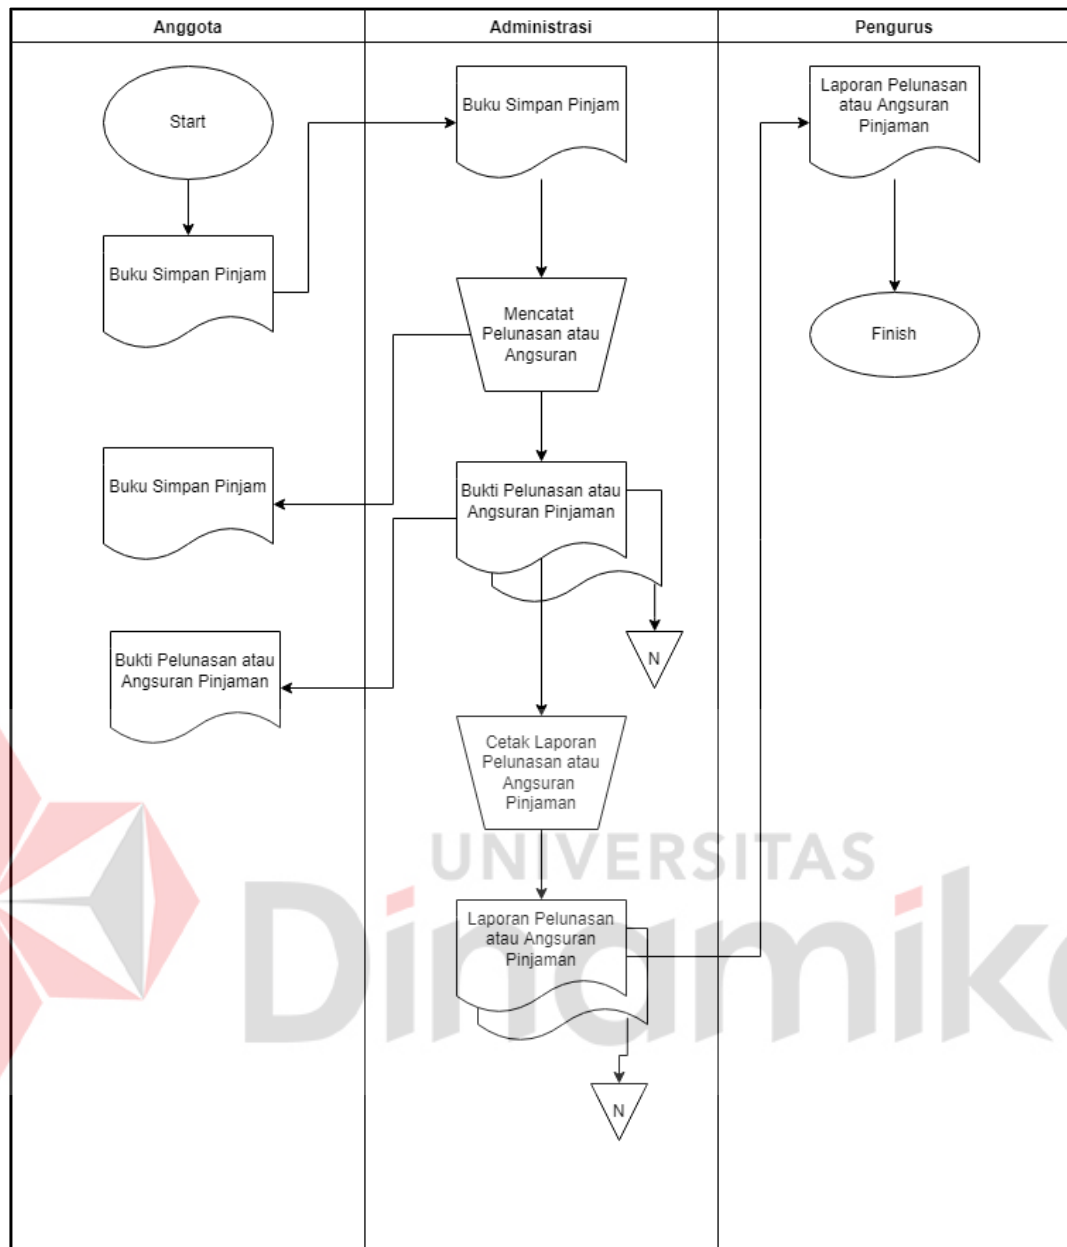 Anggota
Administrasi
Pengurus
Start
Buku Simpan Pinjam
Buku Simpan Pinjam
Bukti Pelunasan atau
Angsuran Pinjaman
Buku Simpan Pinjam
Mencatat
Pelunasan atau
Angsuran
Bukti Pelunasan atau
Angsuran Pinjaman
N
Cetak Laporan
Pelunasan atau
Angsuran
Pinjaman
Laporan Pelunasan
atau Angsuran
Pinjaman
N
Laporan Pelunasan
atau Angsuran
Pinjaman
Finish
UNIVERSITAS
Dinamika